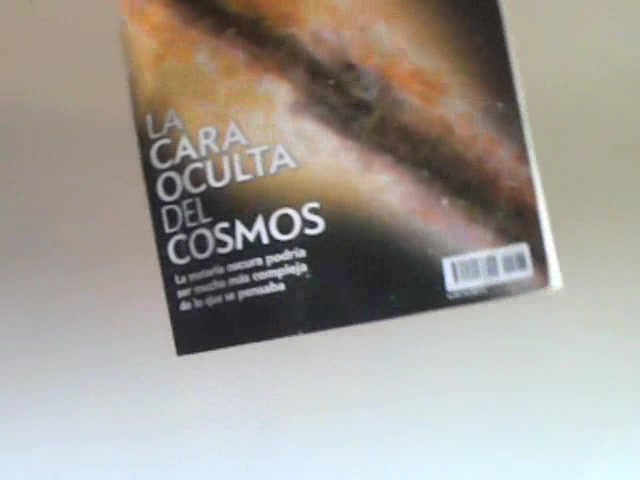 LA
CARA
OCULTA
DEL
COSMOS
La materia oscura podría
ser mucho más compleja
de lo que se pensaba